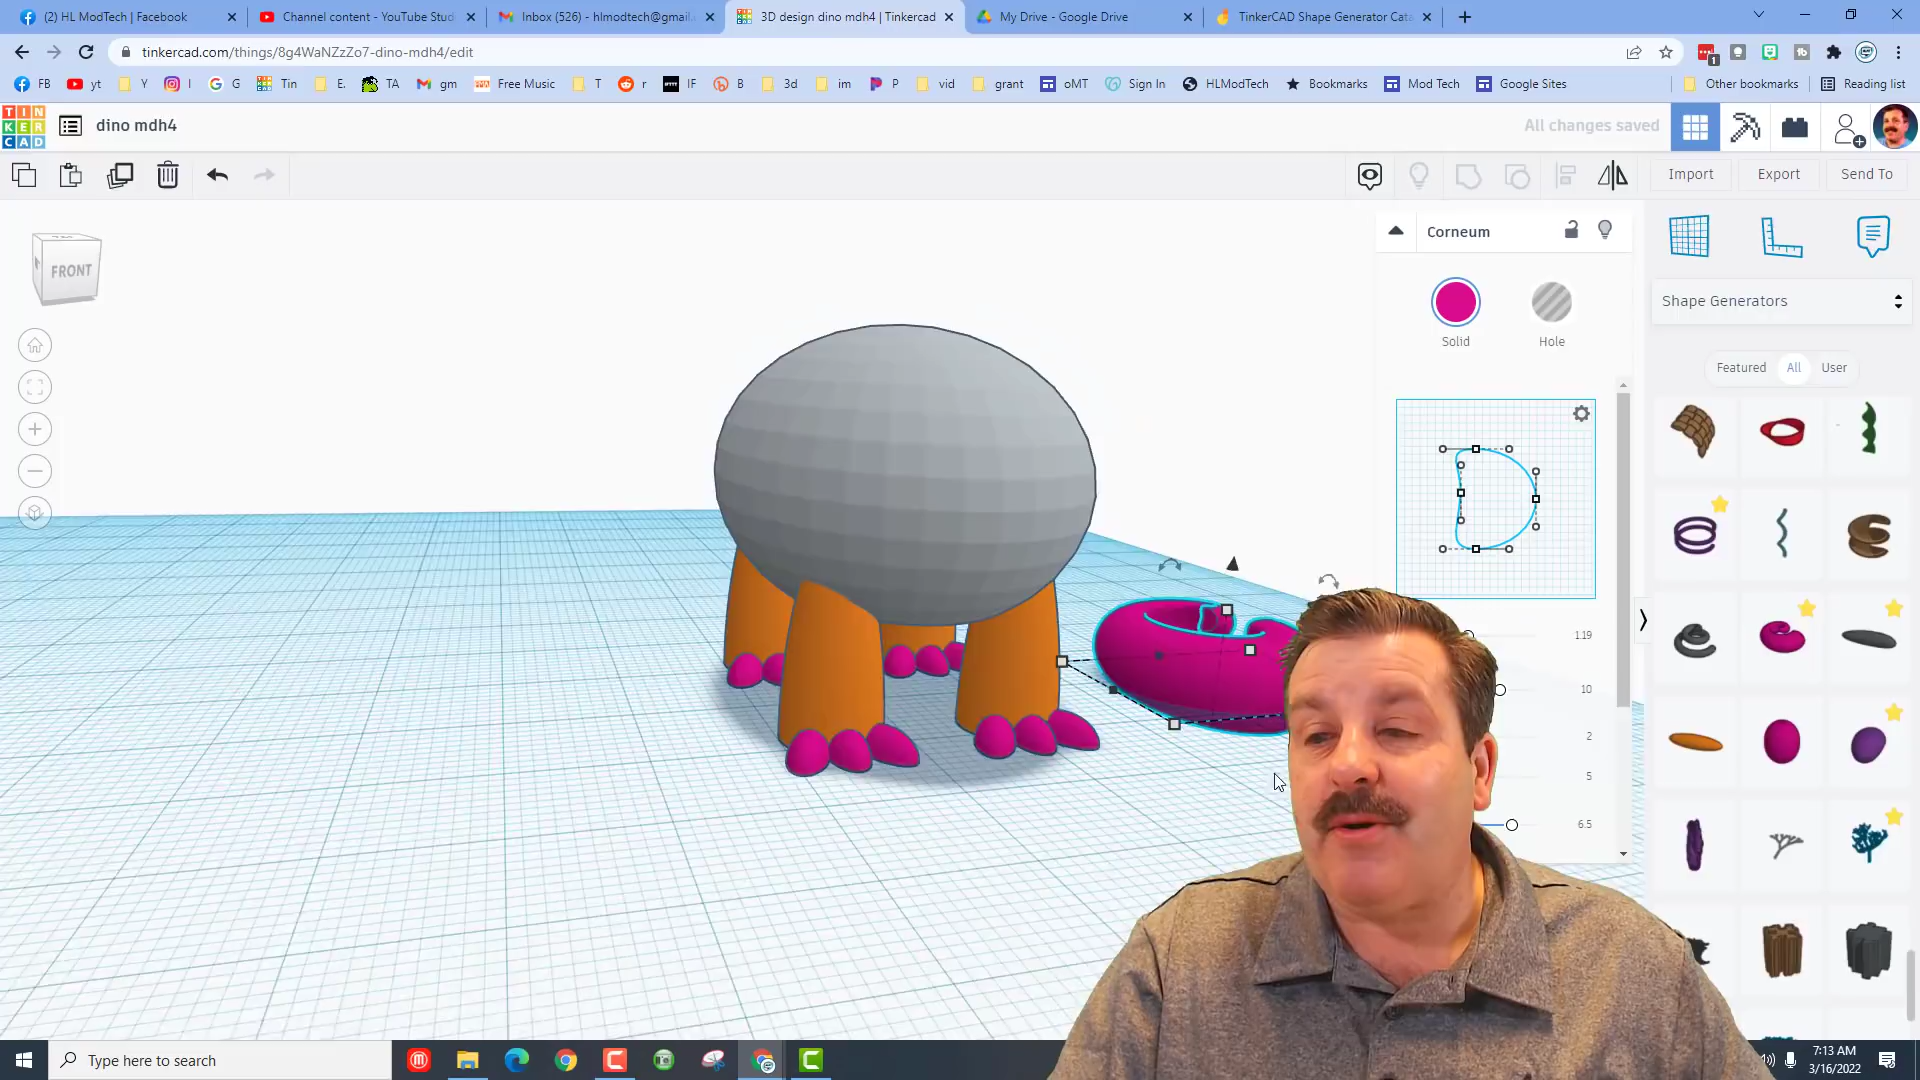 (2) HL ModTech | Facebook
Channel content - YouTube Stud
Inbox (526) - hlmodtech@gmail.
3D design dino mdh4 | Tinkercad
My Drive - Google Drive
TinkerCAD Shape Generator Cata
tinkercad.com/things/8g4WaNZzZo7-dino-mdh4/edit
1
FB
yt
Y
I
G
Tin
E.
TA
gm
Free Music
T
r
IF
B
3d
im
P
vid
grant
oMT
Sign In
HLModTech
Bookmarks
Mod Tech
Google Sites
Other bookmarks
Reading list
TIN
KER
CAD
dino mdh4
All changes saved
Import
Export
Send To
FRONT
Corneum
Solid
Hole
1.19
10
2
5
6.5
Shape Generators
Featured
All
User
Type here to search
7:13 AM
3/16/2022